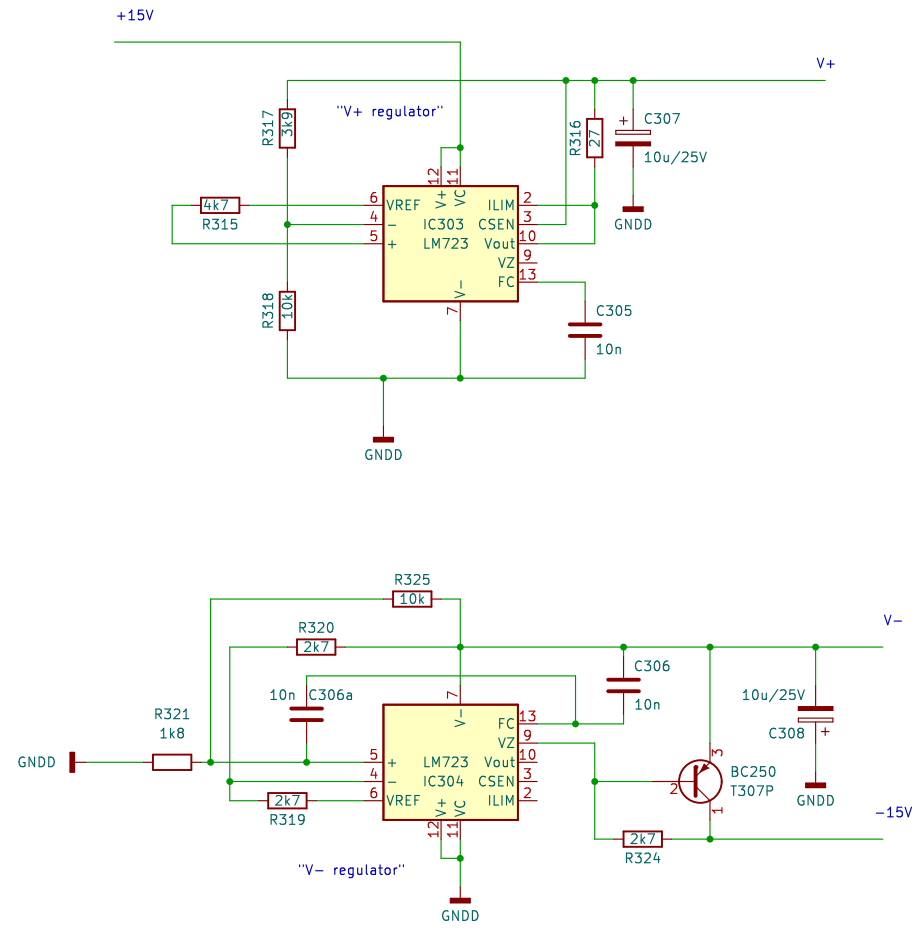 +15V
V+
"V+ regulator"
R317
3k9
R316
27
+
C307
10u/25V
GNDD
12
11
V+
VC
4k7
R315
6
VREF
ILIM
2
4
−
IC303
CSEN
3
5
+
LM723
Vout
10
VZ
9
FC
13
V−
7
R318
10k
C305
10n
GNDD
R325
10k
V−
R320
2k7
C306
10n
10n
C306a
7
V−
10u/25V
C308
+
R321
1k8
FC
13
VZ
9
GNDD
5
+
LM723
Vout
10
4
−
IC304
CSEN
3
6
VREF
ILIM
2
V+
VC
12
11
2k7
R319
3
2
1
BC250
T307P
GNDD
−15V
2k7
R324
"V− regulator"
GNDD